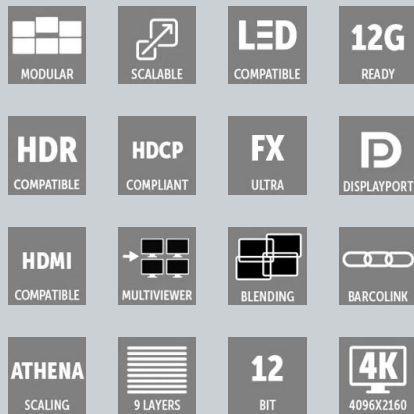 MODULAR
SCALABLE
LED
COMPATIBLE
12G
READY
HDR
COMPATIBLE
HDCP
COMPLIANT
FX
ULTRA
DISPLAYPORT
HDMI
COMPATIBLE
MULTIVIEWER
BLENDING
BARCOLINK
ATHENA
SCALING
9 LAYERS
12
BIT
4K
4096X2160